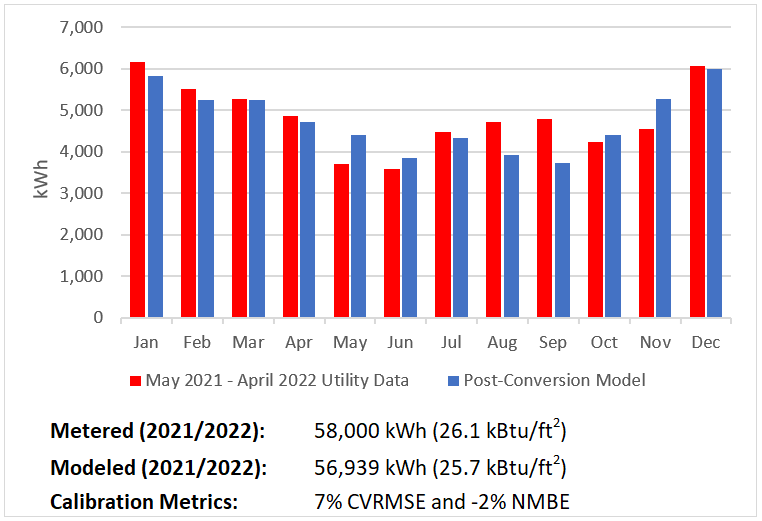 7,000
6,000
5,000
4,000
3,000
2,000
1,000
0
kWh
Jan Feb Mar Apr May Jun Jul Aug Sep Oct Nov Dec
May 2021 - April 2022 Utility Data Post-Conversion Model
Metered (2021/2022): 58,000 kWh (26.1 kBtu/ft²)
Modeled (2021/2022): 56,939 kWh (25.7 kBtu/ft²)
Calibration Metrics: 7% CVRMSE and -2% NMBE